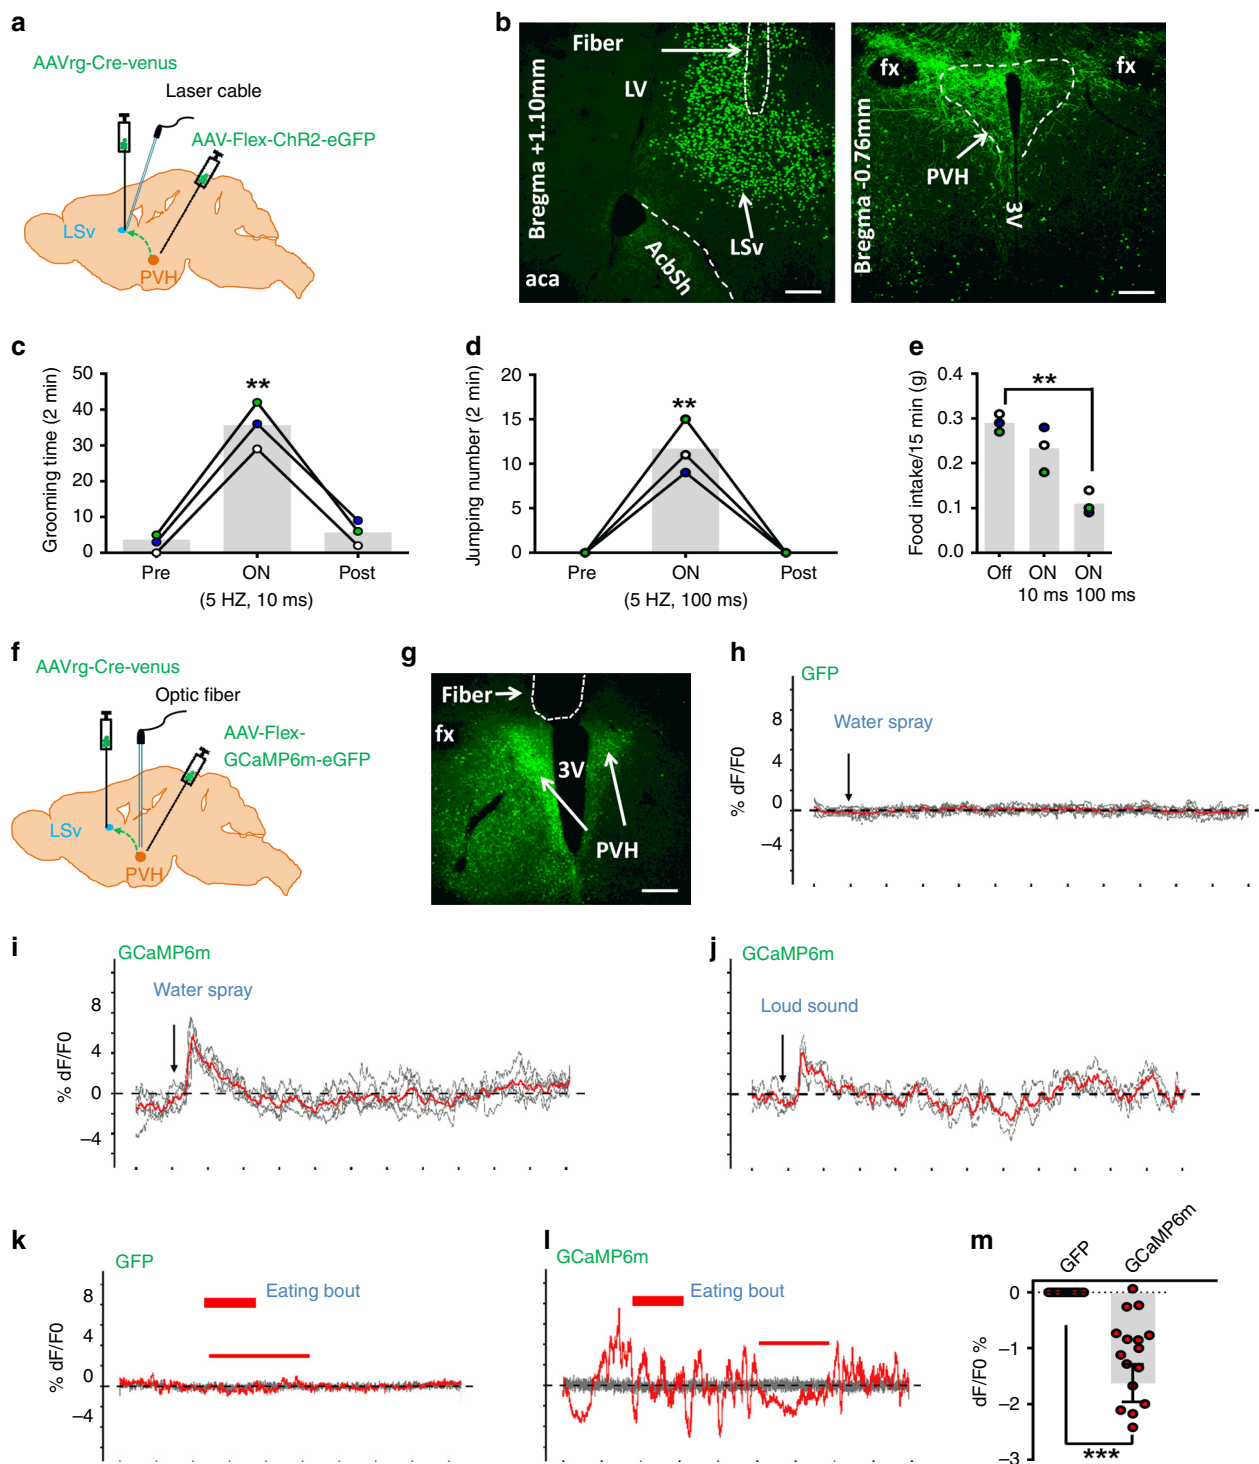 a
AAVrg-Cre-venus
Laser cable
AAV-Flex-ChR2-eGFP
LSv
PVH
b
Bregma +1.10mm
Fiber
LV
LSv
AcbSh
aca
Bregma -0.76mm
fx
fx
PVH
3V
c
Grooming time (2 min)
50
40
30
20
10
0
**
Pre
ON
Post
(5 HZ, 10 ms)
d
Jumping number (2 min)
20
15
10
5
0
**
Pre
ON
Post
(5 HZ, 100 ms)
e
Food intake/15 min (g)
0.4
0.3
0.2
0.1
0.0
**
Off
ON
ON
10 ms
100 ms
f
AAVrg-Cre-venus
Optic fiber
AAV-Flex-
GCaMP6m-eGFP
LSv
PVH
g
Fiber
fx
3V
PVH
h
GFP
Water spray
% dF/F0
8
4
0
–4
i
GCaMP6m
Water spray
% dF/F0
8
4
0
–4
j
GCaMP6m
Loud sound
k
GFP
Eating bout
% dF/F0
8
4
0
–4
l
GCaMP6m
Eating bout
m
GFP
GCaMP6m
dF/F0 %
0
–1
–2
–3
***